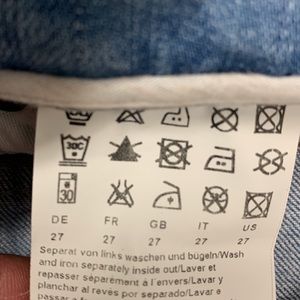 30C
30
DE FR GB IT US
27 27 27 27 27
Separat von links waschen und bügeln/Wash
and iron separately inside out/Laver et
repasser séparément à l'envers/Lavar y
planchar al revés por separado/Lavar e